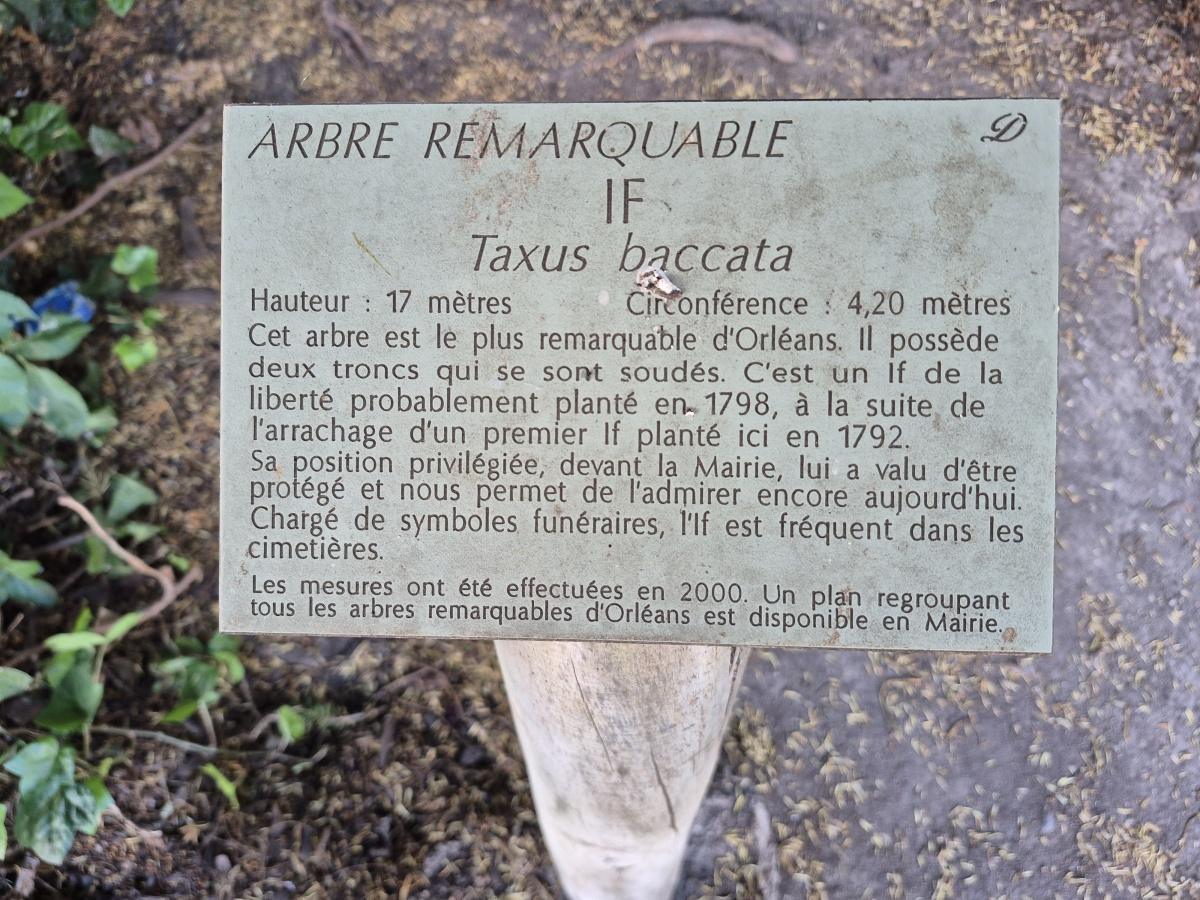 ARBRE REMARQUABLE
IF
Taxus baccata
Hauteur : 17 mètres Circonférence : 4,20 mètres
Cet arbre est le plus remarquable d'Orléans. Il possède
deux troncs qui se sont soudés. C'est un If de la
liberté probablement planté en 1798, à la suite de
l'arrachage d'un premier If planté ici en 1792.
Sa position privilégiée, devant la Mairie, lui a valu d'être
protégé et nous permet de l'admirer encore aujourd'hui.
Chargé de symboles funéraires, l'If est fréquent dans les
cimetières.
Les mesures ont été effectuées en 2000. Un plan regroupant
tous les arbres remarquables d'Orléans est disponible en Mairie.